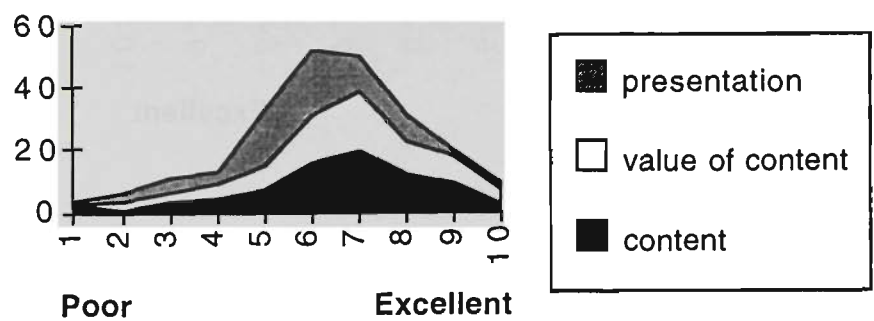 60
40
20
0
1 2 3 4 5 6 7 8 9 10
Poor Excellent
presentation
value of content
content